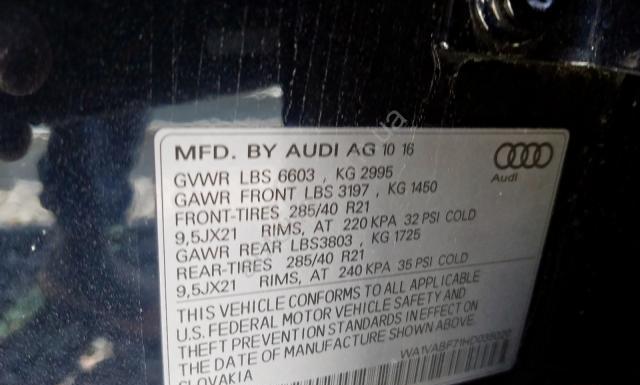 MFD. BY AUDI AG 10 16
Audi
GVWR LBS 6603 , KG 2995
GAWR FRONT LBS 3197 , KG 1450
FRONT-TIRES 285/40 R21
9,5JX21 RIMS, AT 220 KPA 32 PSI COLD
GAWR REAR LBS3803 , KG 1725
REAR-TIRES 285/40 R21
9,5JX21 RIMS, AT 240 KPA 35 PSI COLD
THIS VEHICLE CONFORMS TO ALL APPLICABLE
U.S. FEDERAL MOTOR VEHICLE SAFETY AND
THEFT PREVENTION STANDARDS IN EFFECT ON
THE DATE OF MANUFACTURE SHOWN ABOVE.
SLOVAKIA